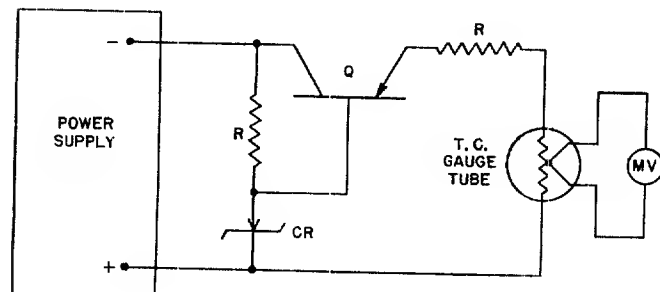 -
POWER
SUPPLY
+
R
CR
Q
R
T. C.
GAUGE
TUBE
MV